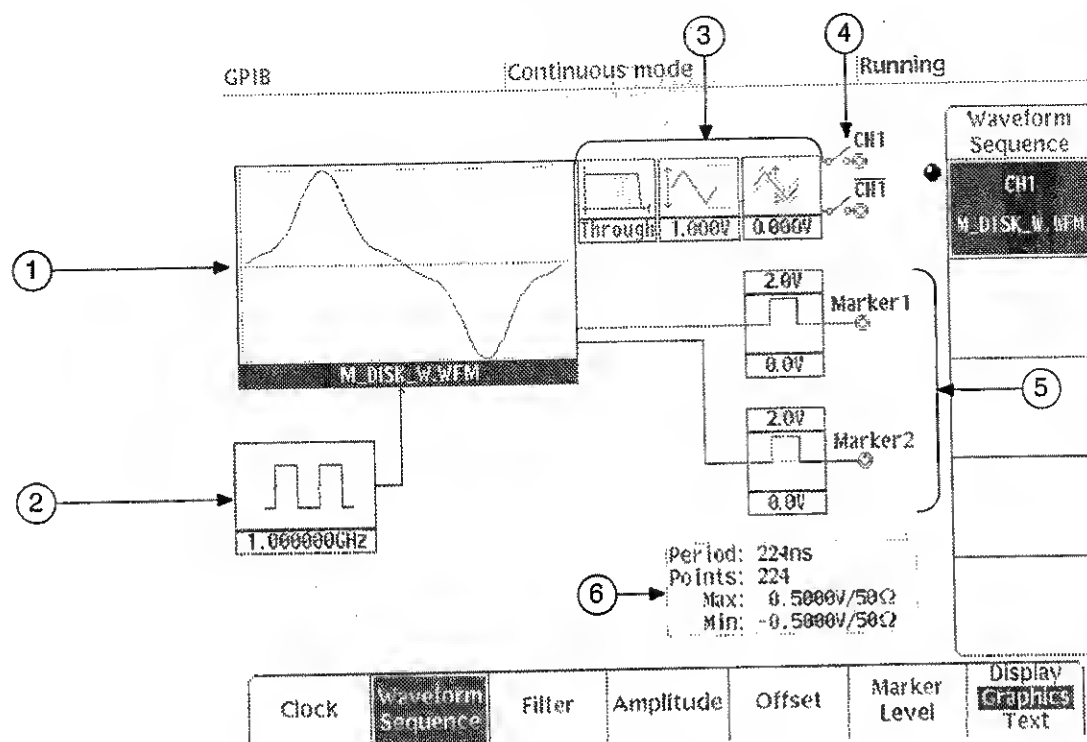 3
4
GPIB
Continuous mode
Running
Waveform
Sequence
CH1
M_DISK_W.WFM
CH1
CH1
Through
1.000V
0.000V
1
M_DISK_W.WFM
2.0V
Marker1
0.0V
5
2.0V
Marker2
0.0V
2
1.000000GHz
6
Period: 224ns
Points: 224
Max: 0.5000V/50Ω
Min: -0.5000V/50Ω
Clock
Waveform
Sequence
Filter
Amplitude
Offset
Marker
Level
Display
Graphics
Text